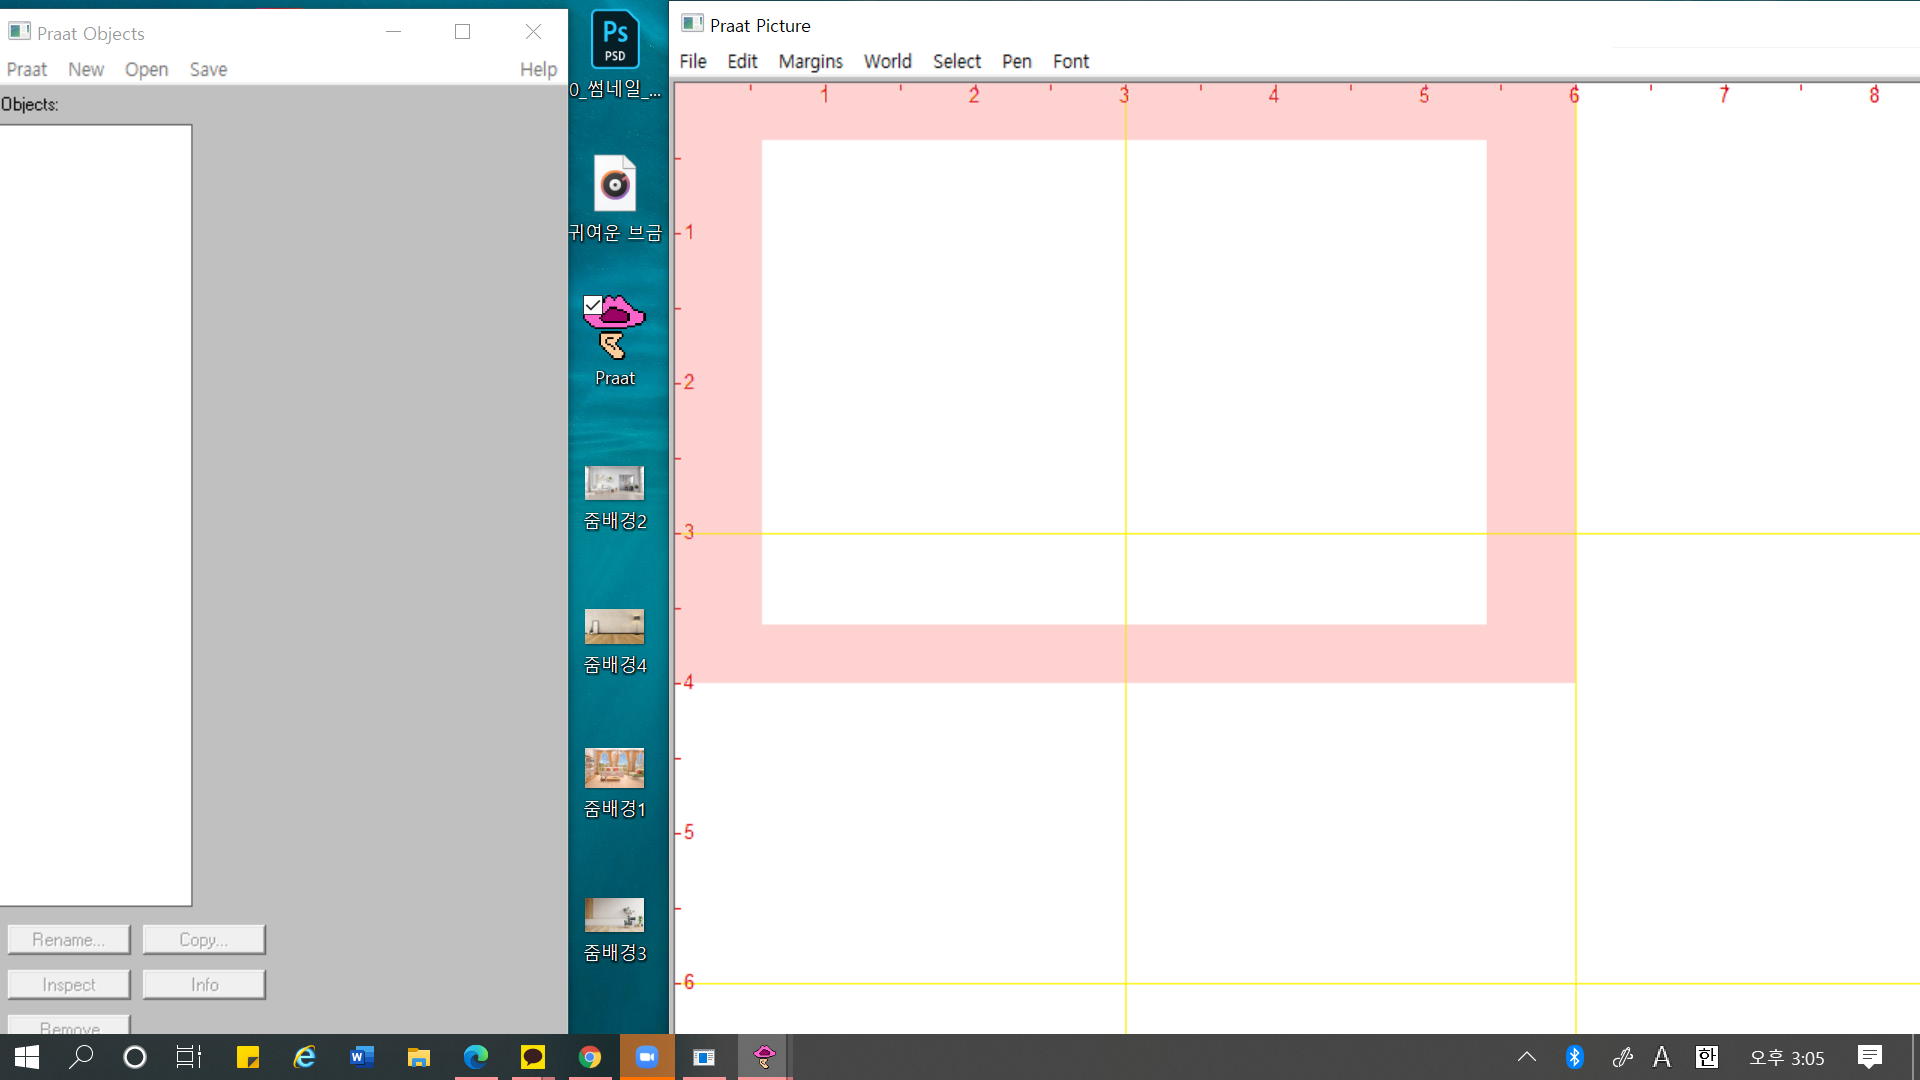 Praat Objects
Praat New Open Save Help
Objects:
Rename... Copy...
Inspect Info
Remove
Ps
PSD
0_썸네일_...
귀여운 브금
Praat
줌배경2
줌배경4
줌배경1
줌배경3
Praat Picture
File Edit Margins World Select Pen Font
1 2 3 4 5 6 7 8
1
2
3
4
5
6
W
A 한 오후 3:05